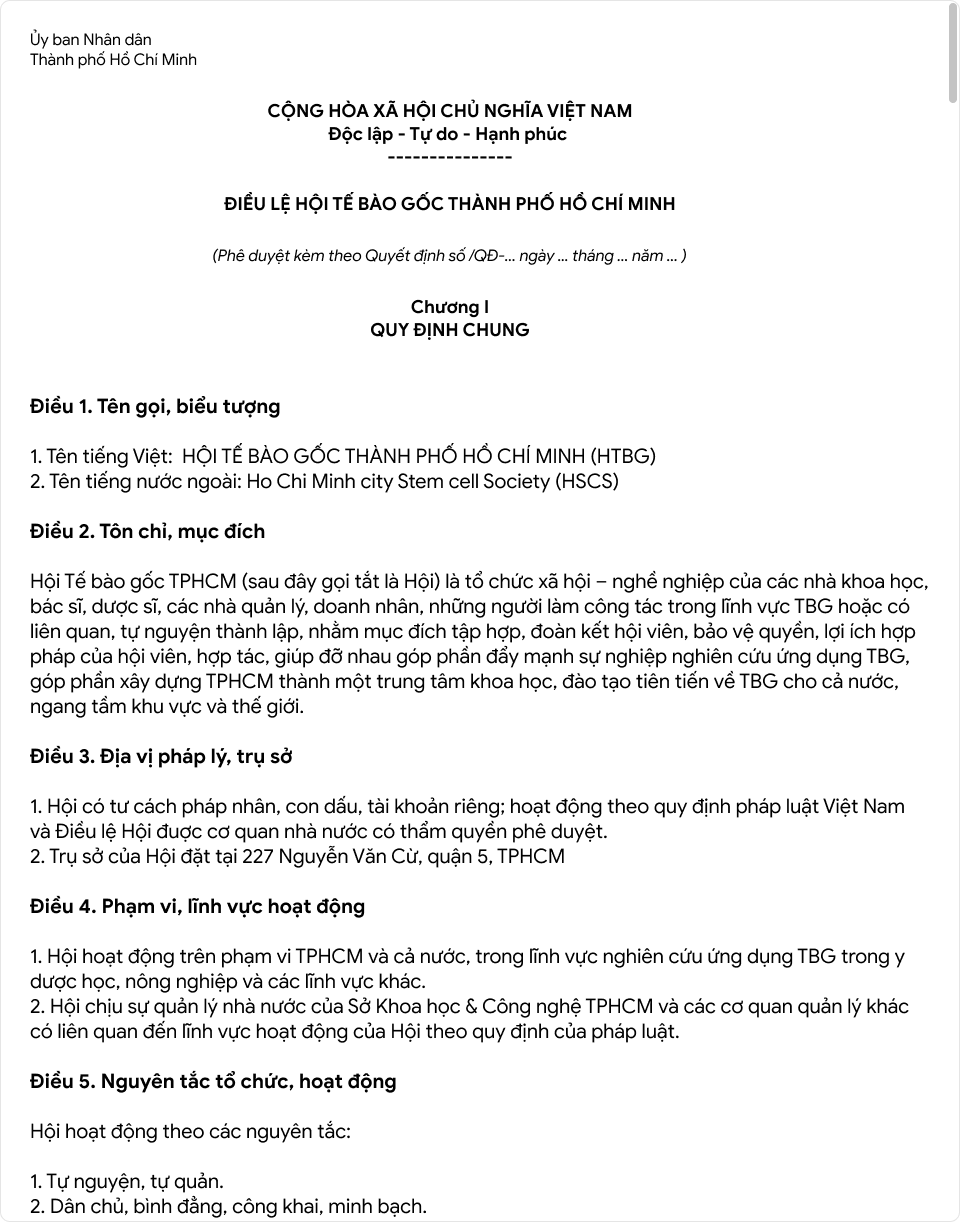 Ủy ban Nhân dân
Thành phố Hồ Chí Minh
CỘNG HÒA XÃ HỘI CHỦ NGHĨA VIỆT NAM
Độc lập - Tự do - Hạnh phúc
---------------
ĐIỀU LỆ HỘI TẾ BÀO GỐC THÀNH PHỐ HỒ CHÍ MINH
(Phê duyệt kèm theo Quyết định số /QĐ-... ngày ... tháng ... năm ... )
Chương I
QUY ĐỊNH CHUNG
Điều 1. Tên gọi, biểu tượng
1. Tên tiếng Việt:  HỘI TẾ BÀO GỐC THÀNH PHỐ HỒ CHÍ MINH (HTBG)
2. Tên tiếng nước ngoài: Ho Chi Minh city Stem cell Society (HSCS)
Điều 2. Tôn chỉ, mục đích
Hội Tế bào gốc TPHCM (sau đây gọi tắt là Hội) là tổ chức xã hội – nghề nghiệp của các nhà khoa học,
bác sĩ, dược sĩ, các nhà quản lý, doanh nhân, những người làm công tác trong lĩnh vực TBG hoặc có
liên quan, tự nguyện thành lập, nhằm mục đích tập hợp, đoàn kết hội viên, bảo vệ quyền, lợi ích hợp
pháp của hội viên, hợp tác, giúp đỡ nhau góp phần đẩy mạnh sự nghiệp nghiên cứu ứng dụng TBG,
góp phần xây dựng TPHCM thành một trung tâm khoa học, đào tạo tiên tiến về TBG cho cả nước,
ngang tầm khu vực và thế giới.
Điều 3. Địa vị pháp lý, trụ sở
1. Hội có tư cách pháp nhân, con dấu, tài khoản riêng; hoạt động theo quy định pháp luật Việt Nam
và Điều lệ Hội đuợc cơ quan nhà nước có thẩm quyền phê duyệt.
2. Trụ sở của Hội đặt tại 227 Nguyễn Văn Cừ, quận 5, TPHCM
Điều 4. Phạm vi, lĩnh vực hoạt động
1. Hội hoạt động trên phạm vi TPHCM và cả nước, trong lĩnh vực nghiên cứu ứng dụng TBG trong y
dược học, nông nghiệp và các lĩnh vực khác.
2. Hội chịu sự quản lý nhà nước của Sở Khoa học & Công nghệ TPHCM và các cơ quan quản lý khác
có liên quan đến lĩnh vực hoạt động của Hội theo quy định của pháp luật.
Điều 5. Nguyên tắc tổ chức, hoạt động
Hội hoạt động theo các nguyên tắc:
1. Tự nguyện, tự quản.
2. Dân chủ, bình đẳng, công khai, minh bạch.